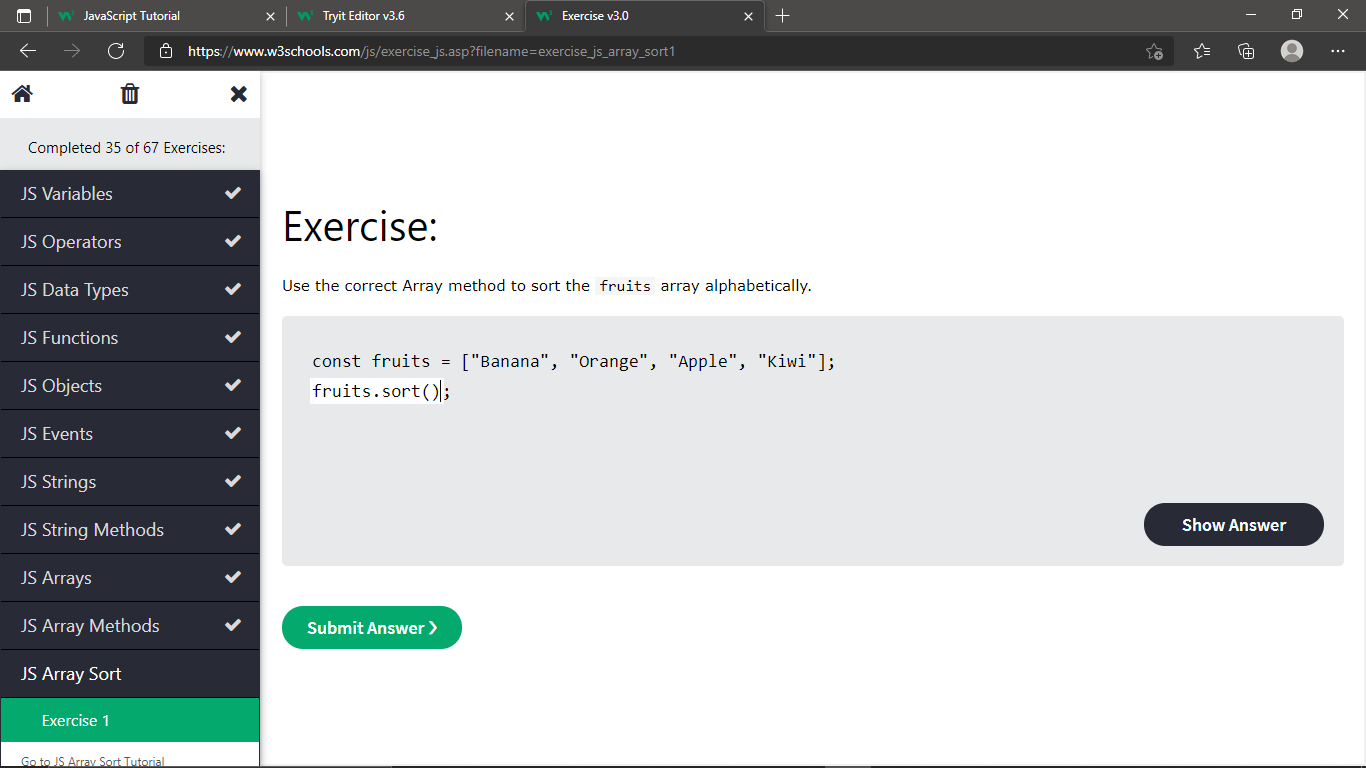 JavaScript Tutorial
Tryit Editor v3.6
Exercise v3.0
https://www.w3schools.com/js/exercise_js.asp?filename=exercise_js_array_sort1
Completed 35 of 67 Exercises:
JS Variables
JS Operators
JS Data Types
JS Functions
JS Objects
JS Events
JS Strings
JS String Methods
JS Arrays
JS Array Methods
JS Array Sort
Exercise 1
Go to JS Array Sort Tutorial
Exercise:
Use the correct Array method to sort the fruits array alphabetically.
const fruits = ["Banana", "Orange", "Apple", "Kiwi"];
fruits.sort();
Show Answer
Submit Answer ❯